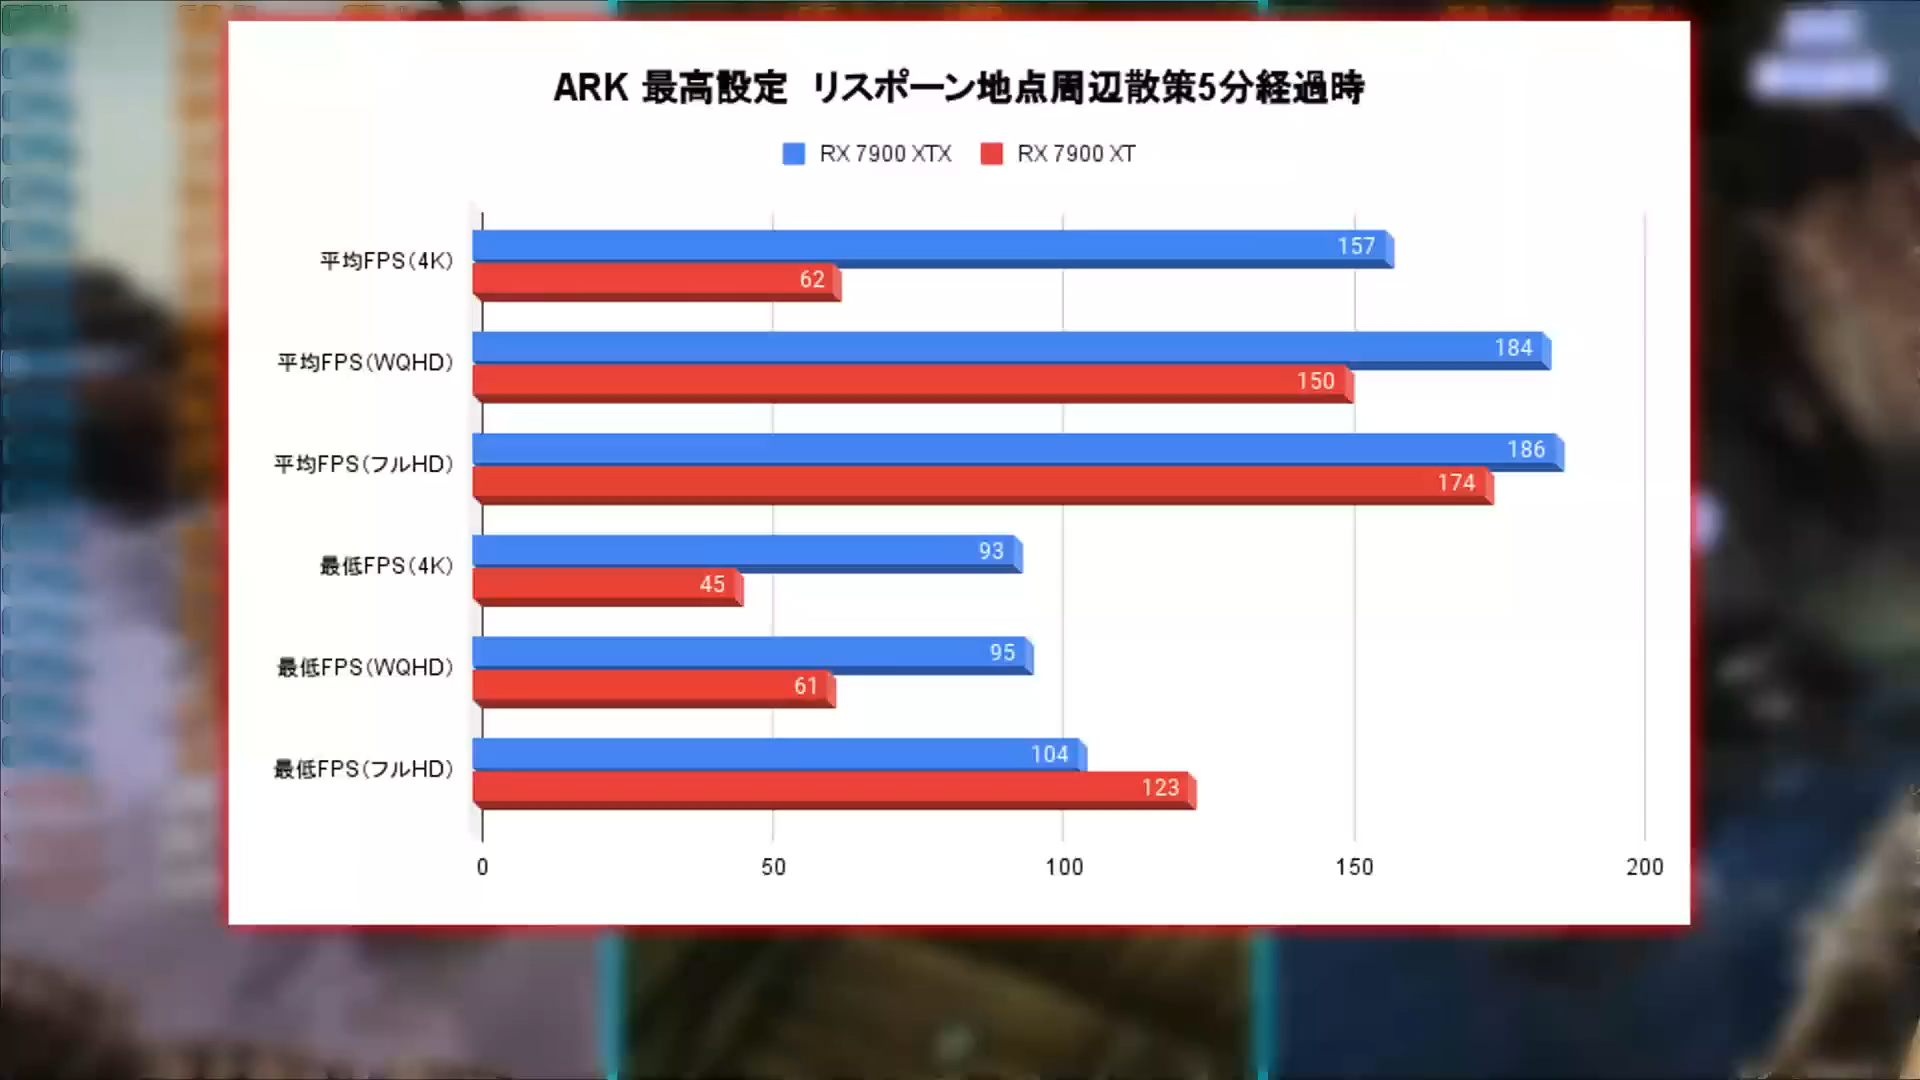 ARK 最高設定　リスポーン地点周辺散策5分経過時
RX 7900 XTX RX 7900 XT
平均FPS(4K) 157
62
平均FPS(WQHD) 184
150
平均FPS(フルHD) 186
174
最低FPS(4K) 93
45
最低FPS(WQHD) 95
61
最低FPS(フルHD) 104
123
0 50 100 150 200